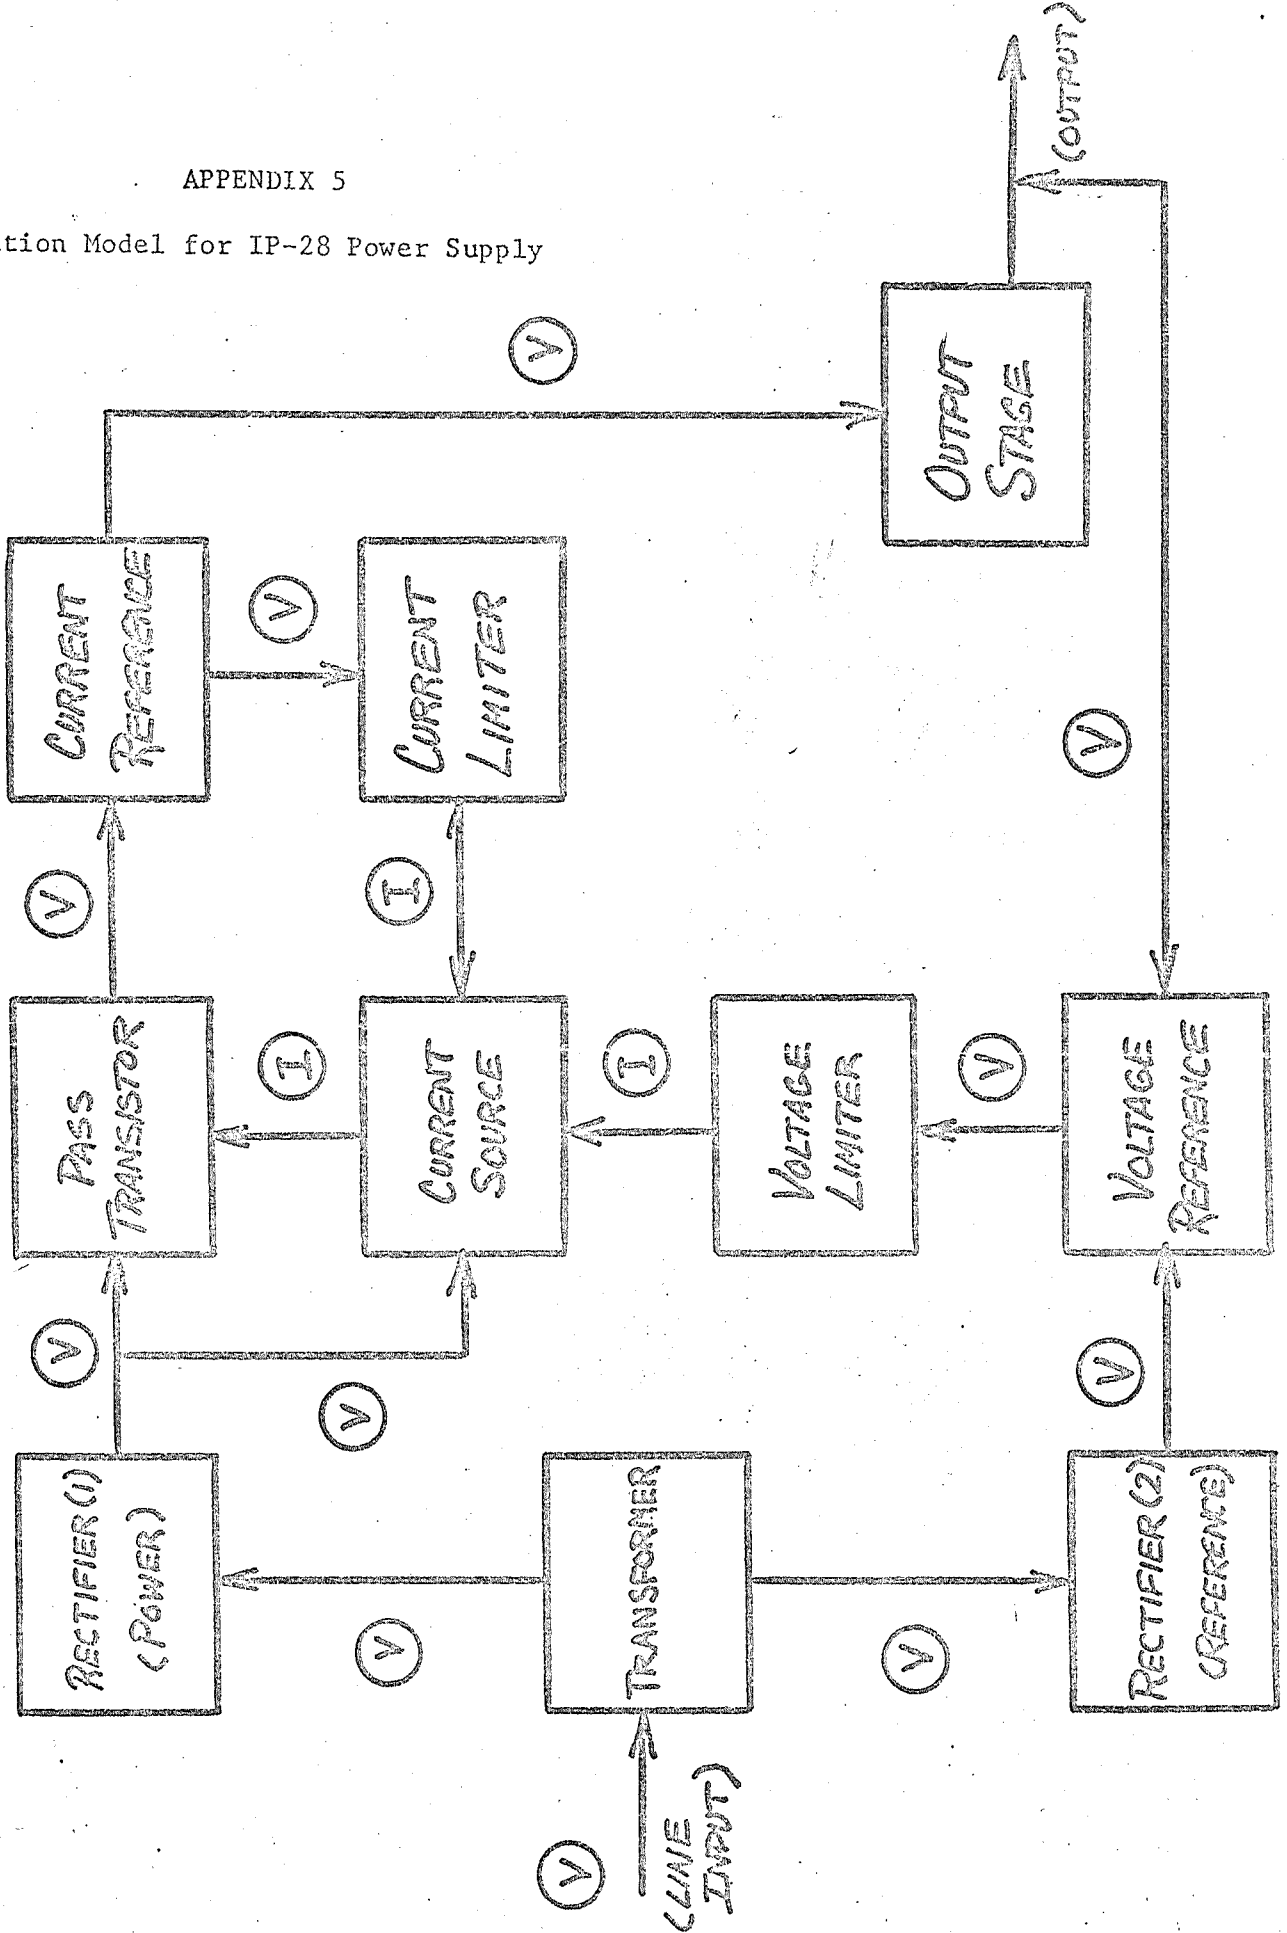 APPENDIX 5
tion Model for IP-28 Power Supply
V
(LINE
INPUT)
TRANSFORMER
V
V
RECTIFIER (1)
(POWER)
RECTIFIER (2)
(REFERENCE)
V
V
V
PASS
TRANSISTOR
I
CURRENT
SOURCE
I
VOLTAGE
LIMITER
V
VOLTAGE
REFERENCE
V
I
V
CURRENT
REFERENCE
V
CURRENT
LIMITER
V
OUTPUT
STAGE
(OUTPUT)